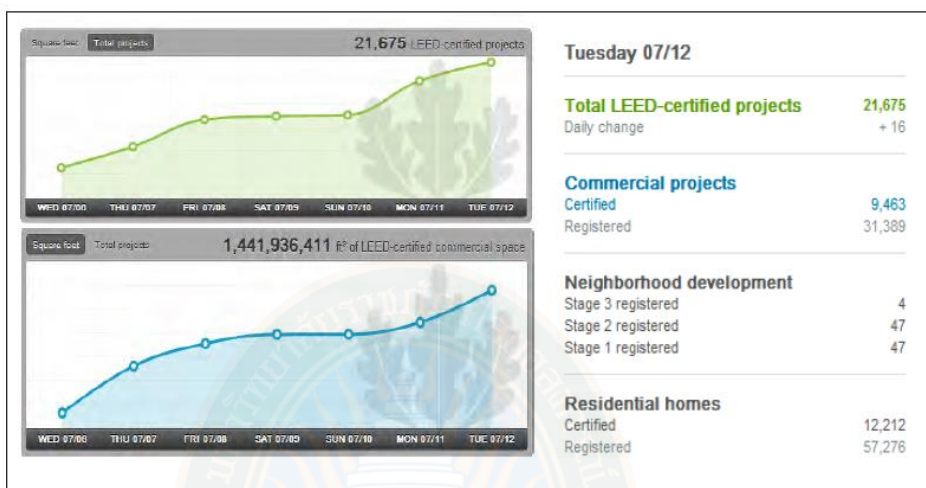 Square feet Total projects 21,675 LEED-certified projects
WED 07/06 THU 07/07 FRI 07/08 SAT 07/09 SUN 07/10 MON 07/11 TUE 07/12
Square feet Total projects 1,441,936,411 ft² of LEED-certified commercial space
WED 07/06 THU 07/07 FRI 07/08 SAT 07/09 SUN 07/10 MON 07/11 TUE 07/12
Tuesday 07/12
Total LEED-certified projects 21,675
Daily change + 16
Commercial projects
Certified 9,463
Registered 31,389
Neighborhood development
Stage 3 registered 4
Stage 2 registered 47
Stage 1 registered 47
Residential homes
Certified 12,212
Registered 57,276